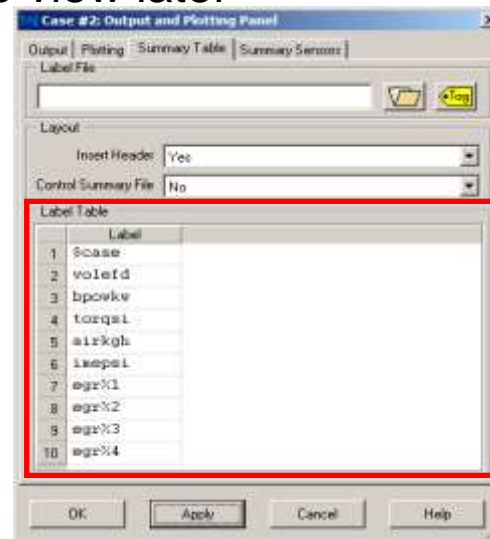 view later
Case #2: Output and Plotting Panel
Output Plotting Summary Table Summary Sensors
Label File
Tag
Layout
Insert Header Yes
Control Summary File No
Label Table
Label
1 $case
2 volefd
3 bpowkw
4 torqsi
5 airkgh
6 imepsi
7 egr%1
8 egr%2
9 egr%3
10 egr%4
OK Apply Cancel Help